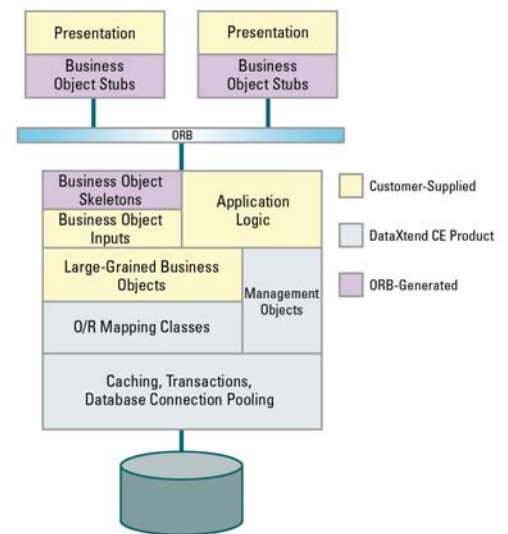 Presentation
Business
Object Stubs
Presentation
Business
Object Stubs
ORB
Business Object
Skeletons
Business Object
Inputs
Application
Logic
Large-Grained Business
Objects
Management
Objects
O/R Mapping Classes
Caching, Transactions,
Database Connection Pooling
Customer-Supplied
DataXtend CE Product
ORB-Generated